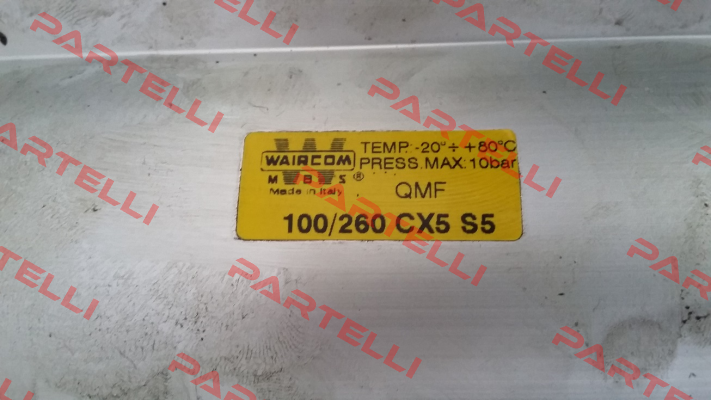 WAIRCOM
M B S ®
Made in Italy
TEMP. -20° ÷ +80°C
PRESS. MAX: 10bar
QMF
100/260 CX5 S5
PARTELLI
PARTELLI
PARTELLI
PARTELLI
PARTELLI
PARTELLI
PARTELLI
PARTELLI
PARTELLI